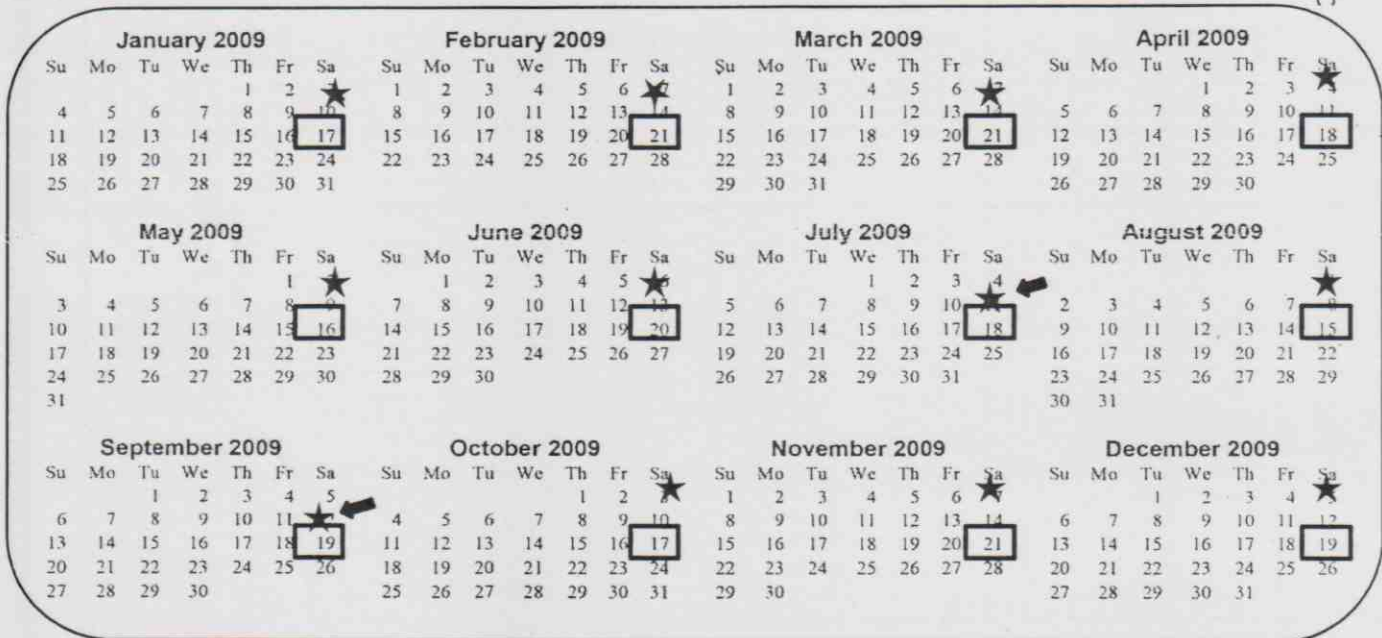 January 2009
Su Mo Tu We Th Fr Sa
1 2
4 5 6 7 8 9 10
11 12 13 14 15 16 17
18 19 20 21 22 23 24
25 26 27 28 29 30 31
February 2009
Su Mo Tu We Th Fr Sa
1 2 3 4 5 6 7
8 9 10 11 12 13 14
15 16 17 18 19 20 21
22 23 24 25 26 27 28
March 2009
Su Mo Tu We Th Fr Sa
1 2 3 4 5 6 7
8 9 10 11 12 13 14
15 16 17 18 19 20 21
22 23 24 25 26 27 28
29 30 31
April 2009
Su Mo Tu We Th Fr Sa
1 2 3 4
5 6 7 8 9 10 11
12 13 14 15 16 17 18
19 20 21 22 23 24 25
26 27 28 29 30
May 2009
Su Mo Tu We Th Fr Sa
1
3 4 5 6 7 8 9
10 11 12 13 14 15 16
17 18 19 20 21 22 23
24 25 26 27 28 29 30
31
June 2009
Su Mo Tu We Th Fr Sa
1 2 3 4 5 6
7 8 9 10 11 12 13
14 15 16 17 18 19 20
21 22 23 24 25 26 27
28 29 30
July 2009
Su Mo Tu We Th Fr Sa
1 2 3 4
5 6 7 8 9 10
12 13 14 15 16 17 18
19 20 21 22 23 24 25
26 27 28 29 30 31
August 2009
Su Mo Tu We Th Fr Sa
2 3 4 5 6 7 8
9 10 11 12 13 14 15
16 17 18 19 20 21 22
23 24 25 26 27 28 29
30 31
September 2009
Su Mo Tu We Th Fr Sa
1 2 3 4 5
6 7 8 9 10 11
13 14 15 16 17 18 19
20 21 22 23 24 25 26
27 28 29 30
October 2009
Su Mo Tu We Th Fr Sa
1 2 3
4 5 6 7 8 9 10
11 12 13 14 15 16 17
18 19 20 21 22 23 24
25 26 27 28 29 30 31
November 2009
Su Mo Tu We Th Fr Sa
1 2 3 4 5 6 7
8 9 10 11 12 13 14
15 16 17 18 19 20 21
22 23 24 25 26 27 28
29 30
December 2009
Su Mo Tu We Th Fr Sa
1 2 3 4 5
6 7 8 9 10 11 12
13 14 15 16 17 18 19
20 21 22 23 24 25 26
27 28 29 30 31